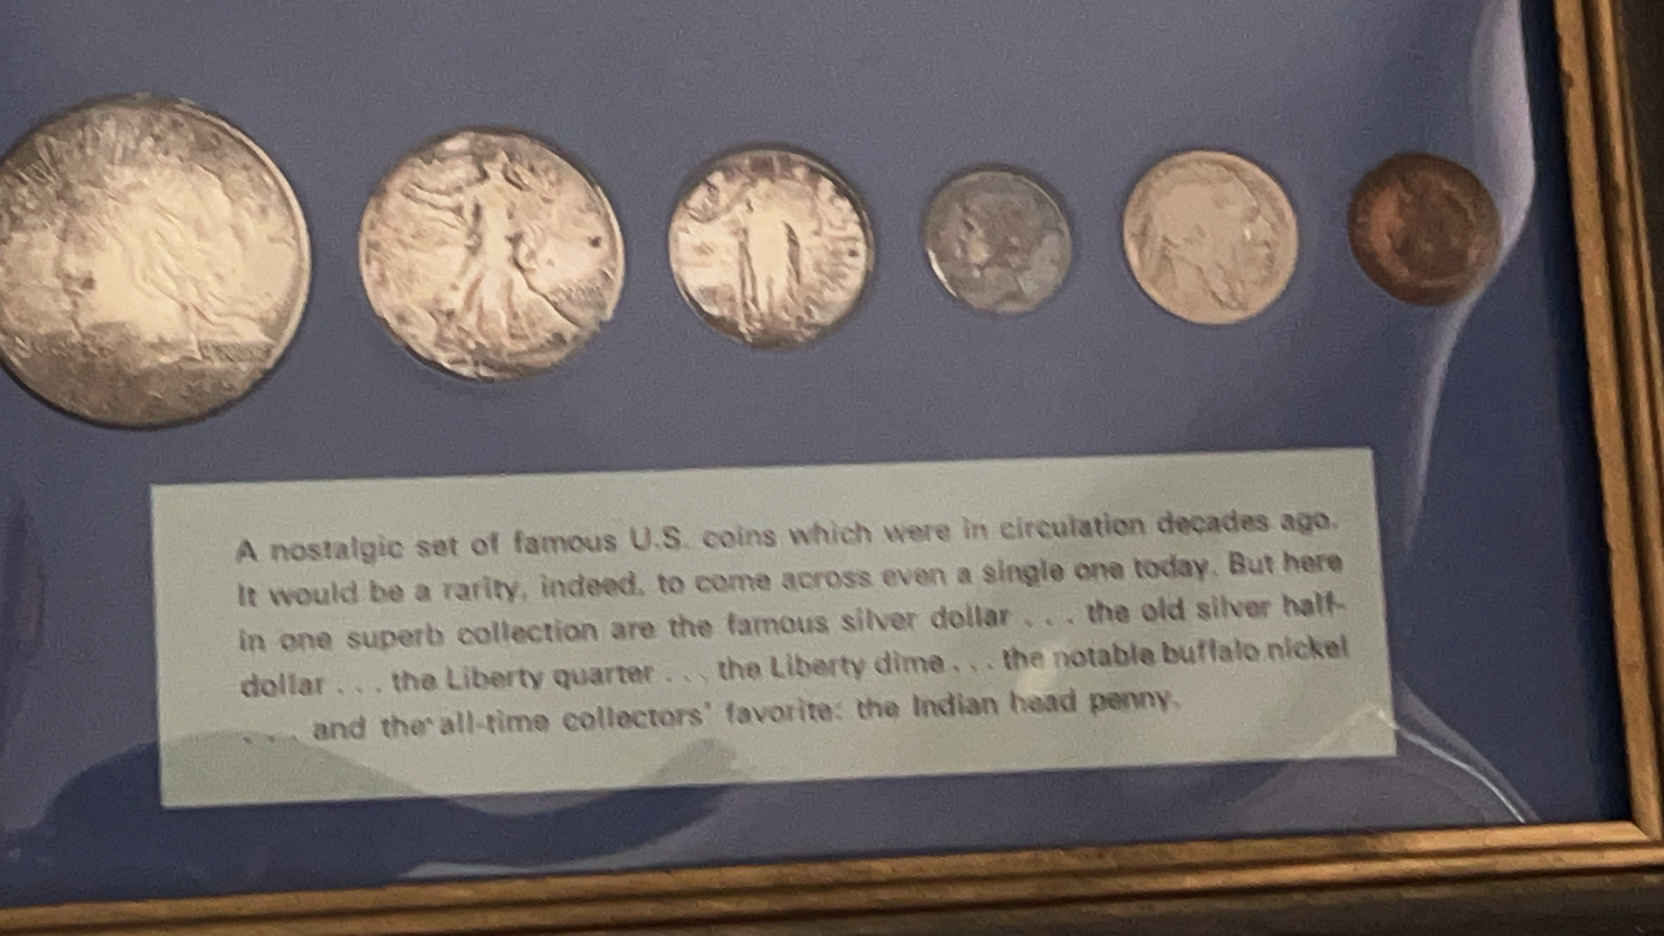 A nostalgic set of famous U.S. coins which were in circulation decades ago.
It would be a rarity, indeed, to come across even a single one today. But here
in one superb collection are the famous silver dollar . . . the old silver half-
dollar . . . the Liberty quarter . . . the Liberty dime . . . the notable buffalo nickel
. . . and the all-time collectors' favorite: the Indian head penny.